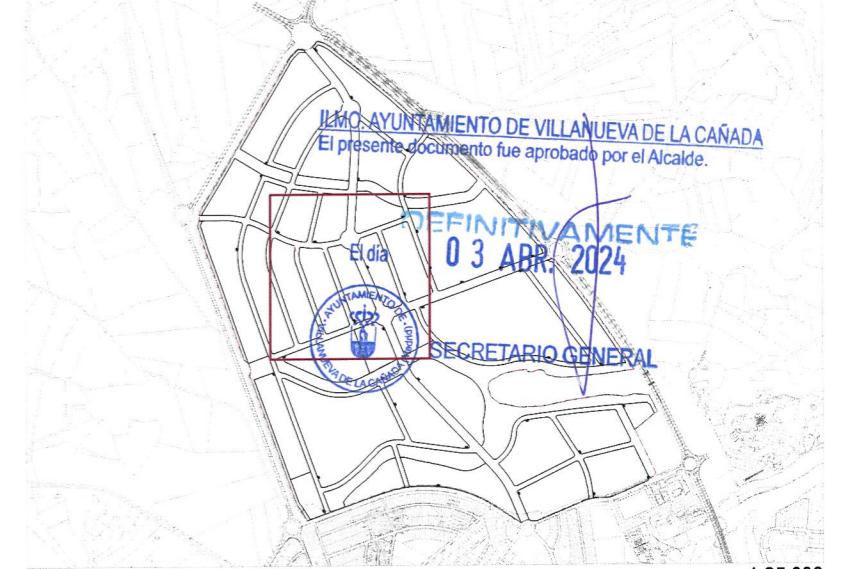 ILMO. AYUNTAMIENTO DE VILLANUEVA DE LA CAÑADA
El presente documento fue aprobado por el Alcalde.
DEFINITIVAMENTE
El día 03 ABR. 2024
AYUNTAMIENTO DE VILLANUEVA DE LA CAÑADA (Madrid)
SECRETARIO GENERAL